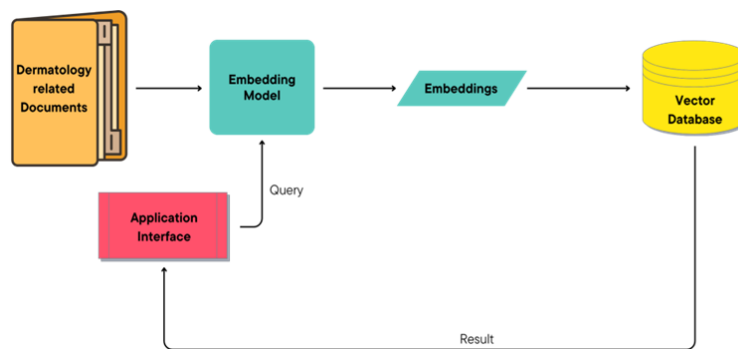 Dermatology
related
Documents
Embedding
Model
Embeddings
Vector
Database
Query
Application
Interface
Result